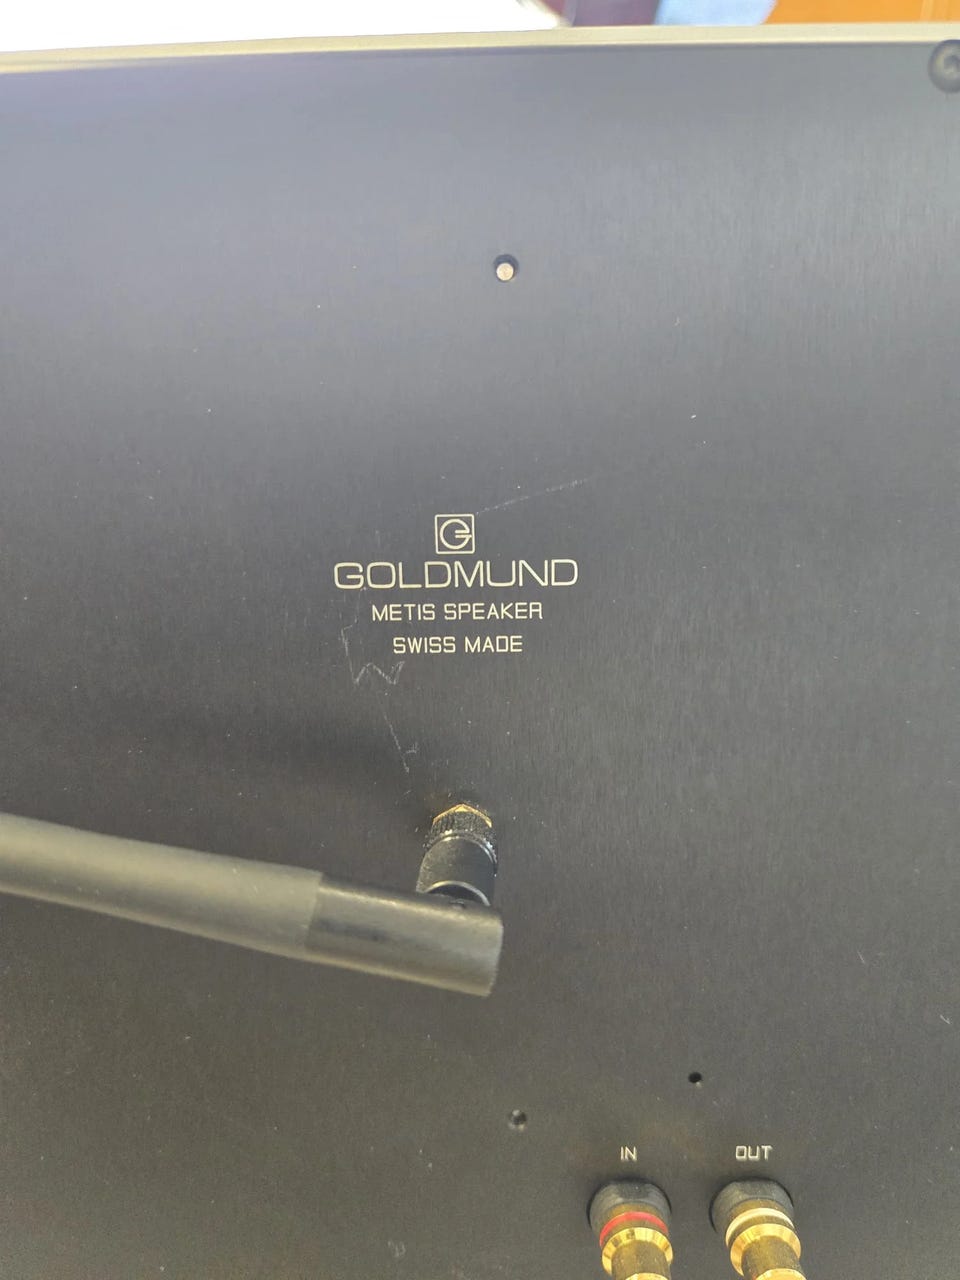 GOLDMUND
METIS SPEAKER
SWISS MADE
IN OUT